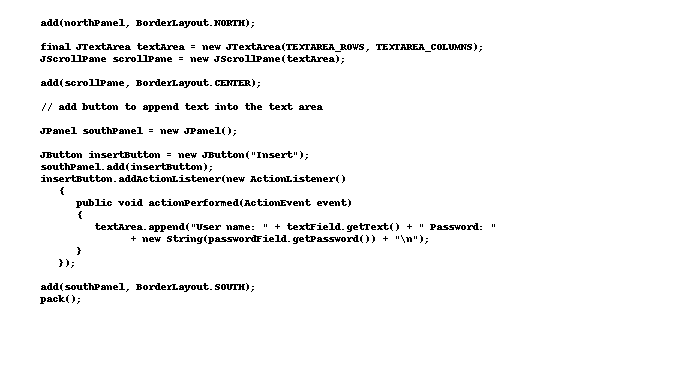 add(northPanel, BorderLayout.NORTH);
final JTextArea textArea = new JTextArea(TEXTAREA_ROWS, TEXTAREA_COLUMNS);
JScrollPane scrollPane = new JScrollPane(textArea);
add(scrollPane, BorderLayout.CENTER);
// add button to append text into the text area
JPanel southPanel = new JPanel();
JButton insertButton = new JButton("Insert");
southPanel.add(insertButton);
insertButton.addActionListener(new ActionListener()
{
public void actionPerformed(ActionEvent event)
{
textArea.append("User name: " + textField.getText() + " Password: "
+ new String(passwordField.getPassword()) + "\n");
}
});
add(southPanel, BorderLayout.SOUTH);
pack();